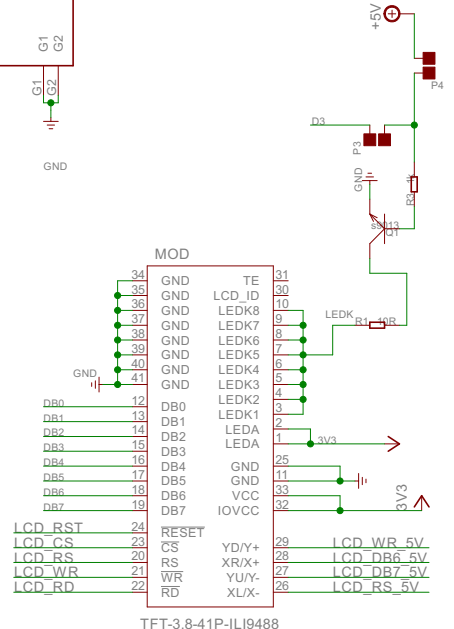 +5V
G1
G2
G1
G2
P4
D3
P3
GND
GND
R3
s9013
Q1
MOD
34 GND TE 31
35 GND LCD_ID 30
36 GND LEDK8 10
37 GND LEDK7 9
38 GND LEDK6 8
39 GND LEDK5 7
40 GND LEDK4 6
41 GND LEDK3 5
LEDK2 4
LEDK1 3
LEDA 2
LEDA 1
LEDK
R1 10R
GND
3V3
DB0 12 DB0
DB1 13 DB1
DB2 14 DB2
DB3 15 DB3
DB4 16 DB4
DB5 17 DB5
DB6 18 DB6
DB7 19 DB7
GND 25
GND 11
VCC 33
IOVCC 32
3V3
LCD_RST 24 RESET
LCD_CS 23 CS
LCD_RS 20 RS
LCD_WR 21 WR
LCD_RD 22 RD
YD/Y+ 29 LCD_WR_5V
XR/X+ 28 LCD_DB6_5V
YU/Y- 27 LCD_DB7_5V
XL/X- 26 LCD_RS_5V
TFT-3.8-41P-ILI9488